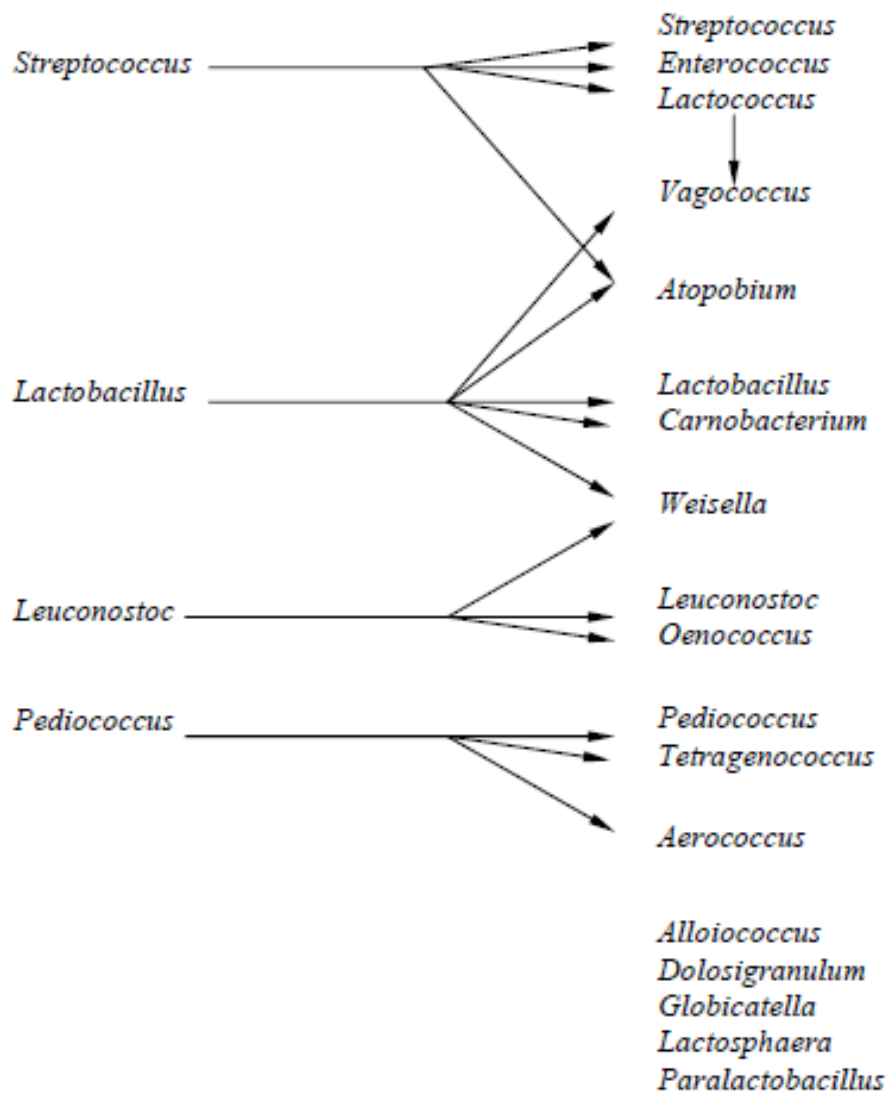 Streptococcus
Streptococcus
Enterococcus
Lactococcus
Vagococcus
Atopobium
Lactobacillus
Lactobacillus
Carnobacterium
Weisella
Leuconostoc
Leuconostoc
Oenococcus
Pediococcus
Pediococcus
Tetragenococcus
Aerococcus
Alloiococcus
Dolosigranulum
Globicatella
Lactosphaera
Paralactobacillus